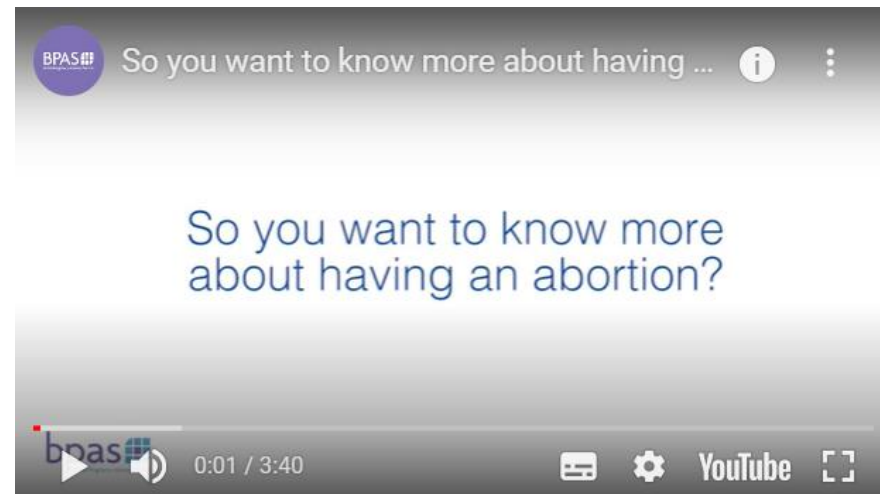 BPAS
So you want to know more about having ...
So you want to know more
about having an abortion?
bpas
0:01 / 3:40
YouTube